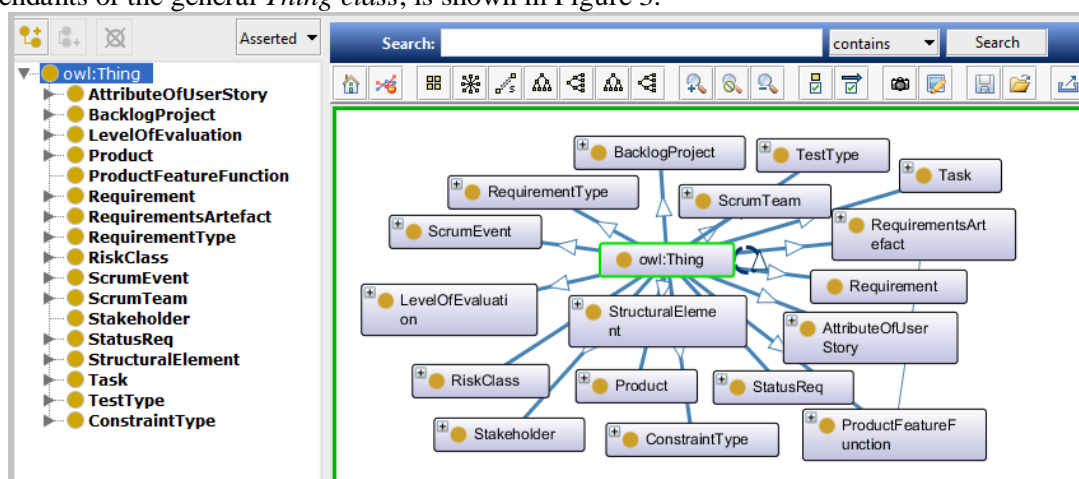 endants of the general Thing class, is shown in Figure 3.
Asserted
Search:
contains
Search
owl:Thing
AttributeOfUserStory
BacklogProject
LevelOfEvaluation
Product
ProductFeatureFunction
Requirement
RequirementsArtefact
RequirementType
RiskClass
ScrumEvent
ScrumTeam
Stakeholder
StatusReq
StructuralElement
Task
TestType
ConstraintType
BacklogProject
TestType
Task
RequirementType
ScrumTeam
RequirementsArt
efact
ScrumEvent
owl:Thing
Requirement
LevelOfEvaluati
on
StructuralEleme
nt
AttributeOfUser
Story
RiskClass
Product
StatusReq
Stakeholder
ConstraintType
ProductFeatureF
unction